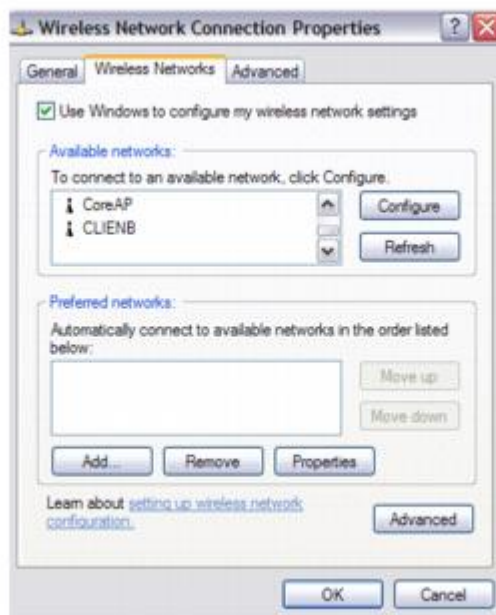 Wireless Network Connection Properties
General
Wireless Networks
Advanced
Use Windows to configure my wireless network settings
Available networks:
To connect to an available network, click Configure.
CoreAP
Configure
CLIENB
Refresh
Preferred networks:
Automatically connect to available networks in the order listed
below:
Move up
Move down
Add...
Remove
Properties
Learn about setting up wireless network
configuration.
Advanced
OK
Cancel